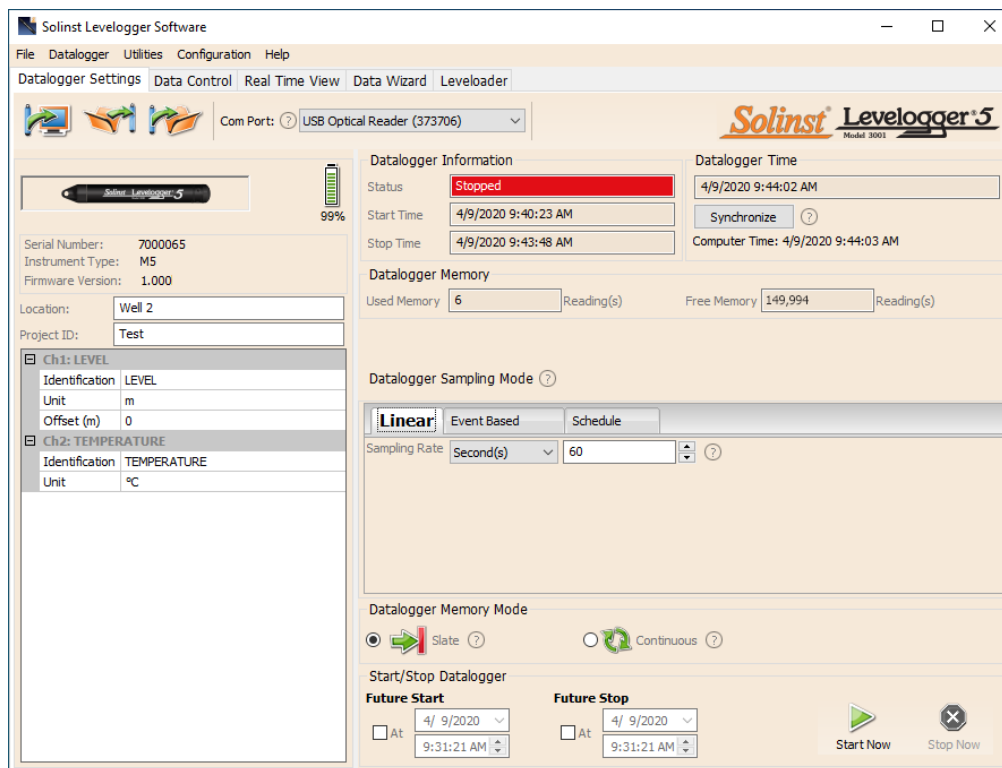 Solinst Levelogger Software
File Datalogger Utilities Configuration Help
Datalogger Settings Data Control Real Time View Data Wizard Leveloader
Com Port: ? USB Optical Reader (373706)
Solinst® Levelogger®5
Model 3001
Solinst Levelogger 5
99%
Serial Number: 7000065
Instrument Type: M5
Firmware Version: 1.000
Location: Well 2
Project ID: Test
Ch1: LEVEL
Identification LEVEL
Unit m
Offset (m) 0
Ch2: TEMPERATURE
Identification TEMPERATURE
Unit °C
Datalogger Information
Status Stopped
Start Time 4/9/2020 9:40:23 AM
Stop Time 4/9/2020 9:43:48 AM
Datalogger Time
4/9/2020 9:44:02 AM
Synchronize ?
Computer Time: 4/9/2020 9:44:03 AM
Datalogger Memory
Used Memory 6 Reading(s) Free Memory 149,994 Reading(s)
Datalogger Sampling Mode ?
Linear Event Based Schedule
Sampling Rate Second(s) 60 ?
Datalogger Memory Mode
Slate ? Continuous ?
Start/Stop Datalogger
Future Start
At 4/ 9/2020
9:31:21 AM
Future Stop
At 4/ 9/2020
9:31:21 AM
Start Now Stop Now